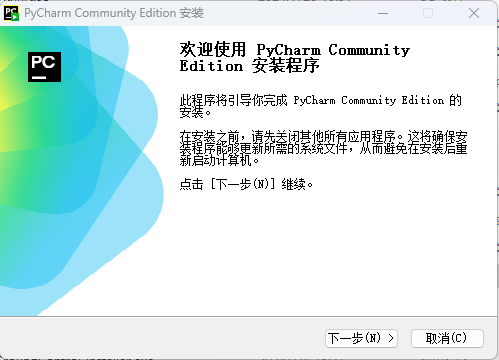 PyCharm Community Edition 安装
PC
欢迎使用 PyCharm Community
Edition 安装程序
此程序将引导你完成 PyCharm Community Edition 的
安装。
在安装之前，请先关闭其他所有应用程序。这将确保安
装程序能够更新所需的系统文件，从而避免在安装后重
新启动计算机。
点击 [下一步(N)] 继续。
下一步(N) >
取消(C)